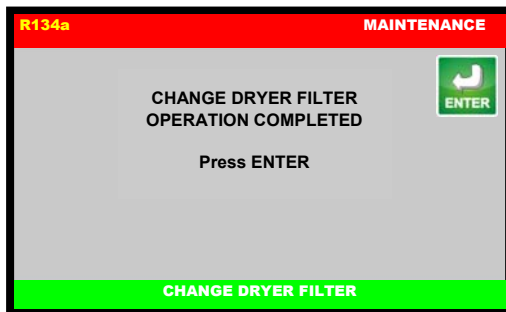 R134a MAINTENANCE
CHANGE DRYER FILTER
OPERATION COMPLETED
ENTER
Press ENTER
CHANGE DRYER FILTER